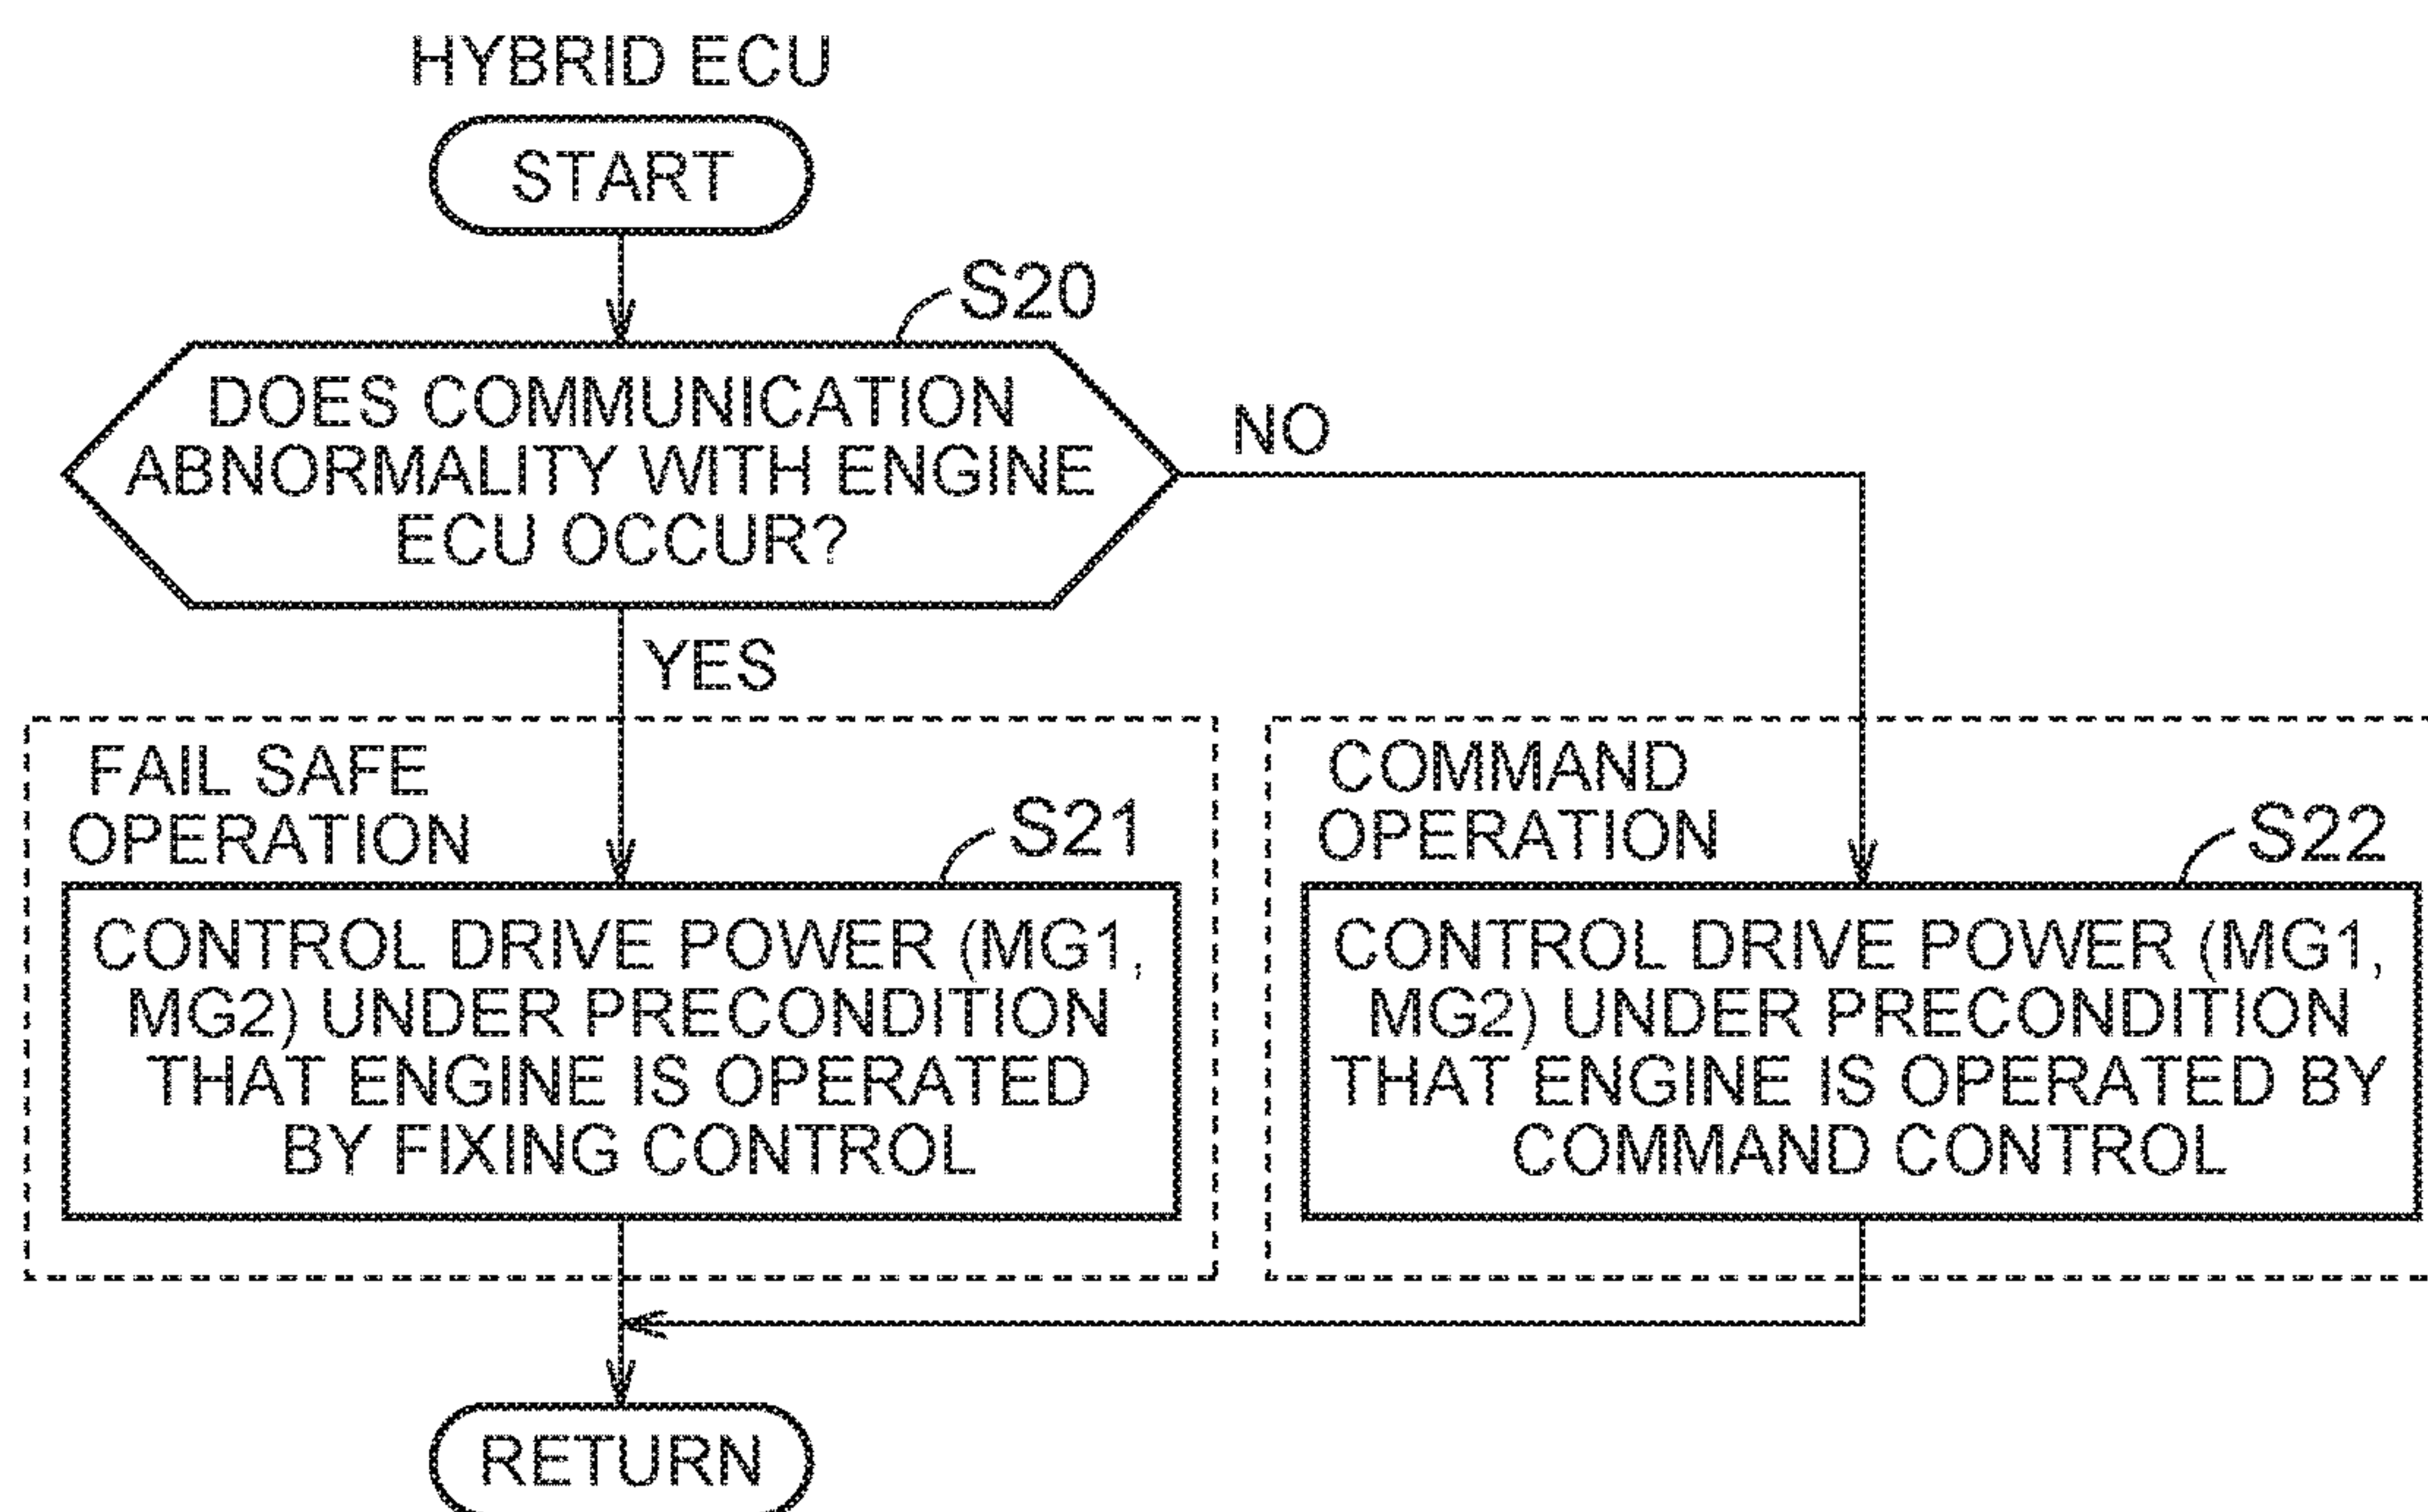 HYBRID ECU
START
S20
DOES COMMUNICATION
ABNORMALITY WITH ENGINE
ECU OCCUR?
NO
YES
FAIL SAFE
OPERATION
S21
CONTROL DRIVE POWER (MG1,
MG2) UNDER PRECONDITION
THAT ENGINE IS OPERATED
BY FIXING CONTROL
COMMAND
OPERATION
S22
CONTROL DRIVE POWER (MG1,
MG2) UNDER PRECONDITION
THAT ENGINE IS OPERATED BY
COMMAND CONTROL
RETURN